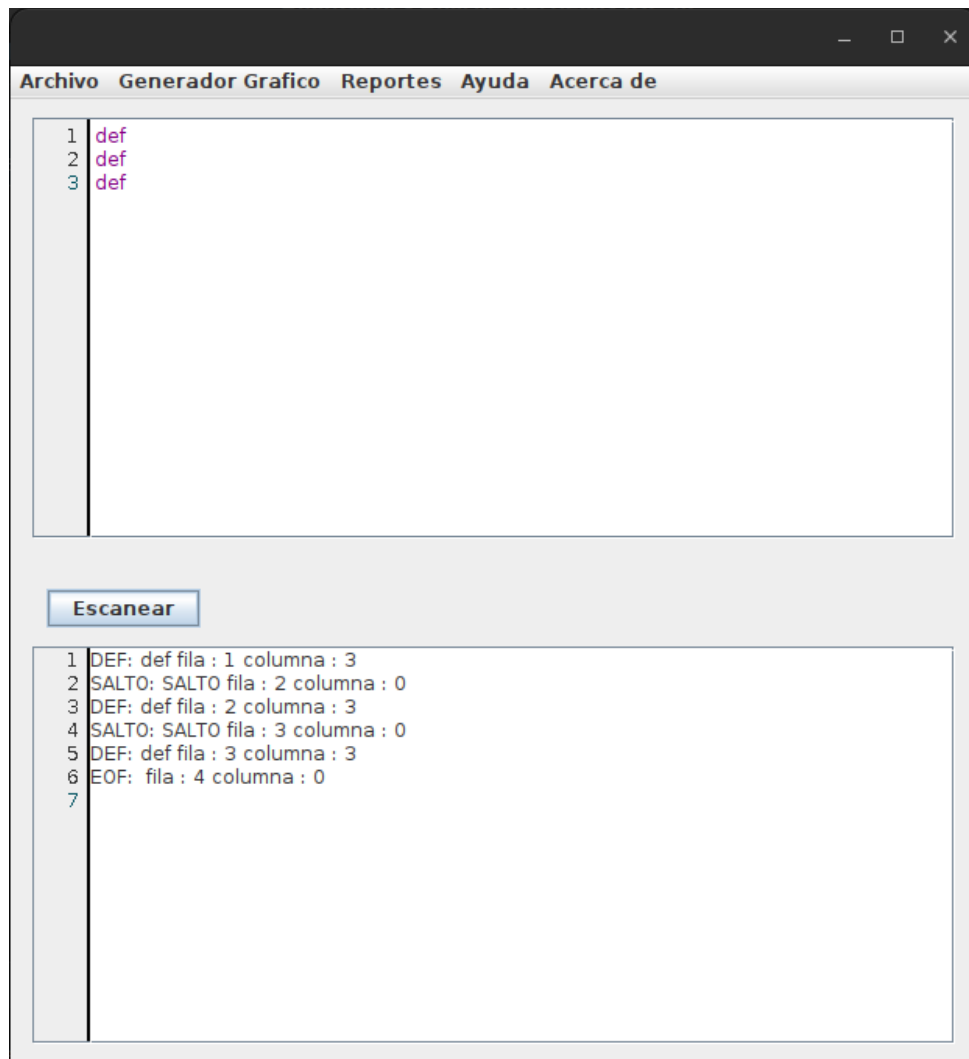 Archivo Generador Grafico Reportes Ayuda Acerca de
1 def
2 def
3 def
Escanear
1 DEF: def fila : 1 columna : 3
2 SALTO: SALTO fila : 2 columna : 0
3 DEF: def fila : 2 columna : 3
4 SALTO: SALTO fila : 3 columna : 0
5 DEF: def fila : 3 columna : 3
6 EOF:  fila : 4 columna : 0
7